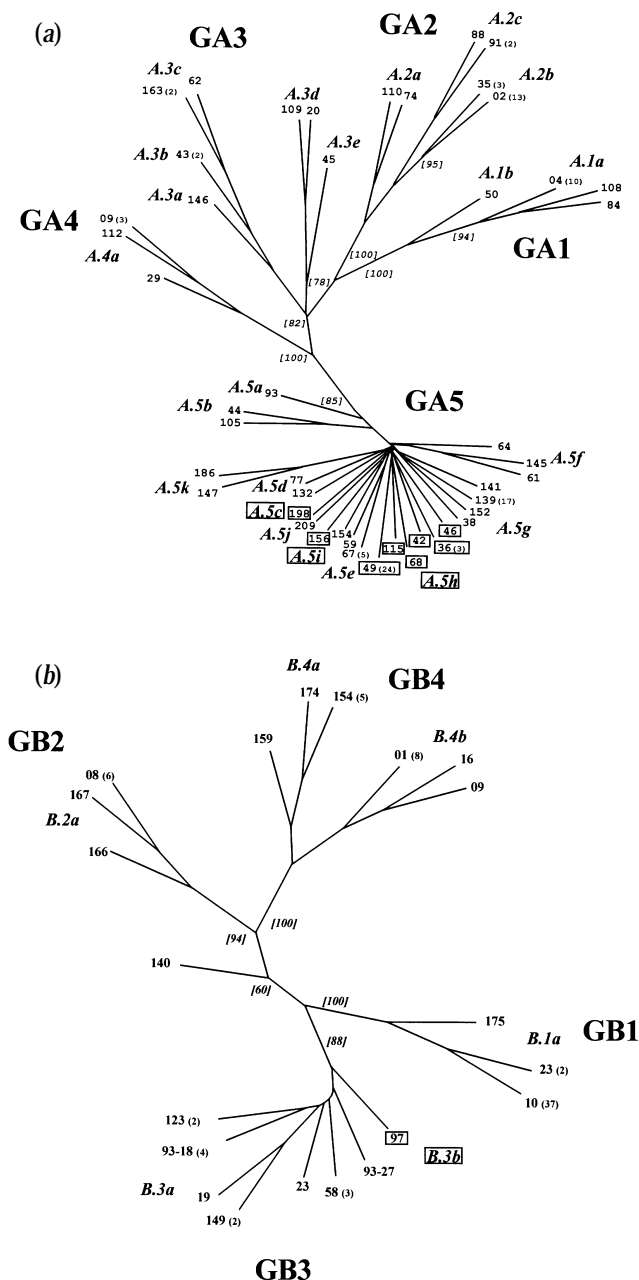 (a)
GA3
GA2
A.2c
88
91 (2)
A.3c
62
163 (2)
A.3d
109 20
A.2a
110 74
35 (3) A.2b
02 (13)
A.3b 43 (2)
A.3e
45
[95]
A.1b
50
A.1a
04 (10)
108
84
A.3a 146
GA4
09 (3)
112
A.4a
29
[94]
GA1
[100]
[100]
[78]
[82]
[100]
[85]
A.5a 93
A.5b 44
105
GA5
64
145 A.5f
61
186
A.5k 147
A.5d 77
132
141
139 (17)
152
38 A.5g
A.5c 198
209
A.5j
156 154
A.5i
59
67 (5)
A.5e
49 (24)
115
42
68
46
36 (3)
A.5h
(b)
B.4a
174
154 (5)
GB4
GB2
159
B.4b
01 (8) 16
09
08 (6)
167
B.2a
166
[94] [100]
140
[60]
[100]
175
GB1
B.1a
23 (2)
10 (37)
[88]
123 (2)
93-18 (4)
97
B.3b
B.3a 19
149 (2)
23
58 (3)
93-27
GB3